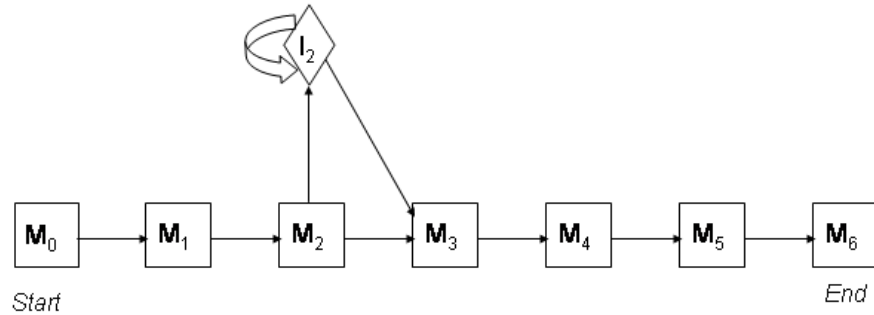 I₂
M₀ M₁ M₂ M₃ M₄ M₅ M₆
Start End